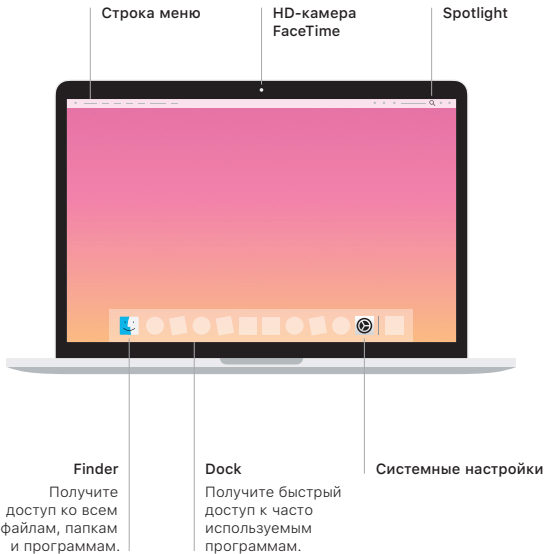 Строка меню
HD-камера
FaceTime
Spotlight
Finder
Получите
доступ ко всем
файлам, папкам
и программам.
Dock
Получите быстрый
доступ к часто
используемым
программам.
Системные настройки